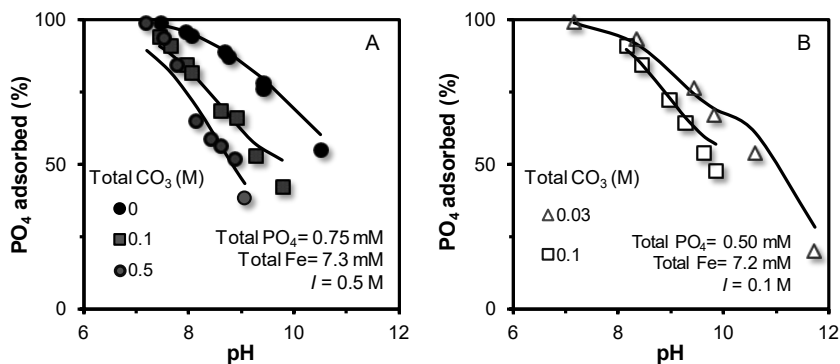 A
PO₄ adsorbed (%)
100
50
0
Total CO₃ (M)
0
0.1
0.5
Total PO₄= 0.75 mM
Total Fe= 7.3 mM
I = 0.5 M
6
8
10
12
pH
B
PO₄ adsorbed (%)
100
50
0
Total CO₃ (M)
0.03
0.1
Total PO₄= 0.50 mM
Total Fe= 7.2 mM
I = 0.1 M
6
8
10
12
pH